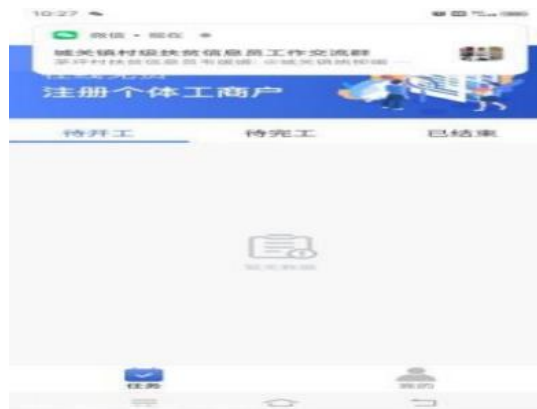 10:27
微信 · 现在
城关镇村级扶贫信息员工作交流群
注册个体工商户
待开工
待完工
已结束
暂无数据
任务
我的